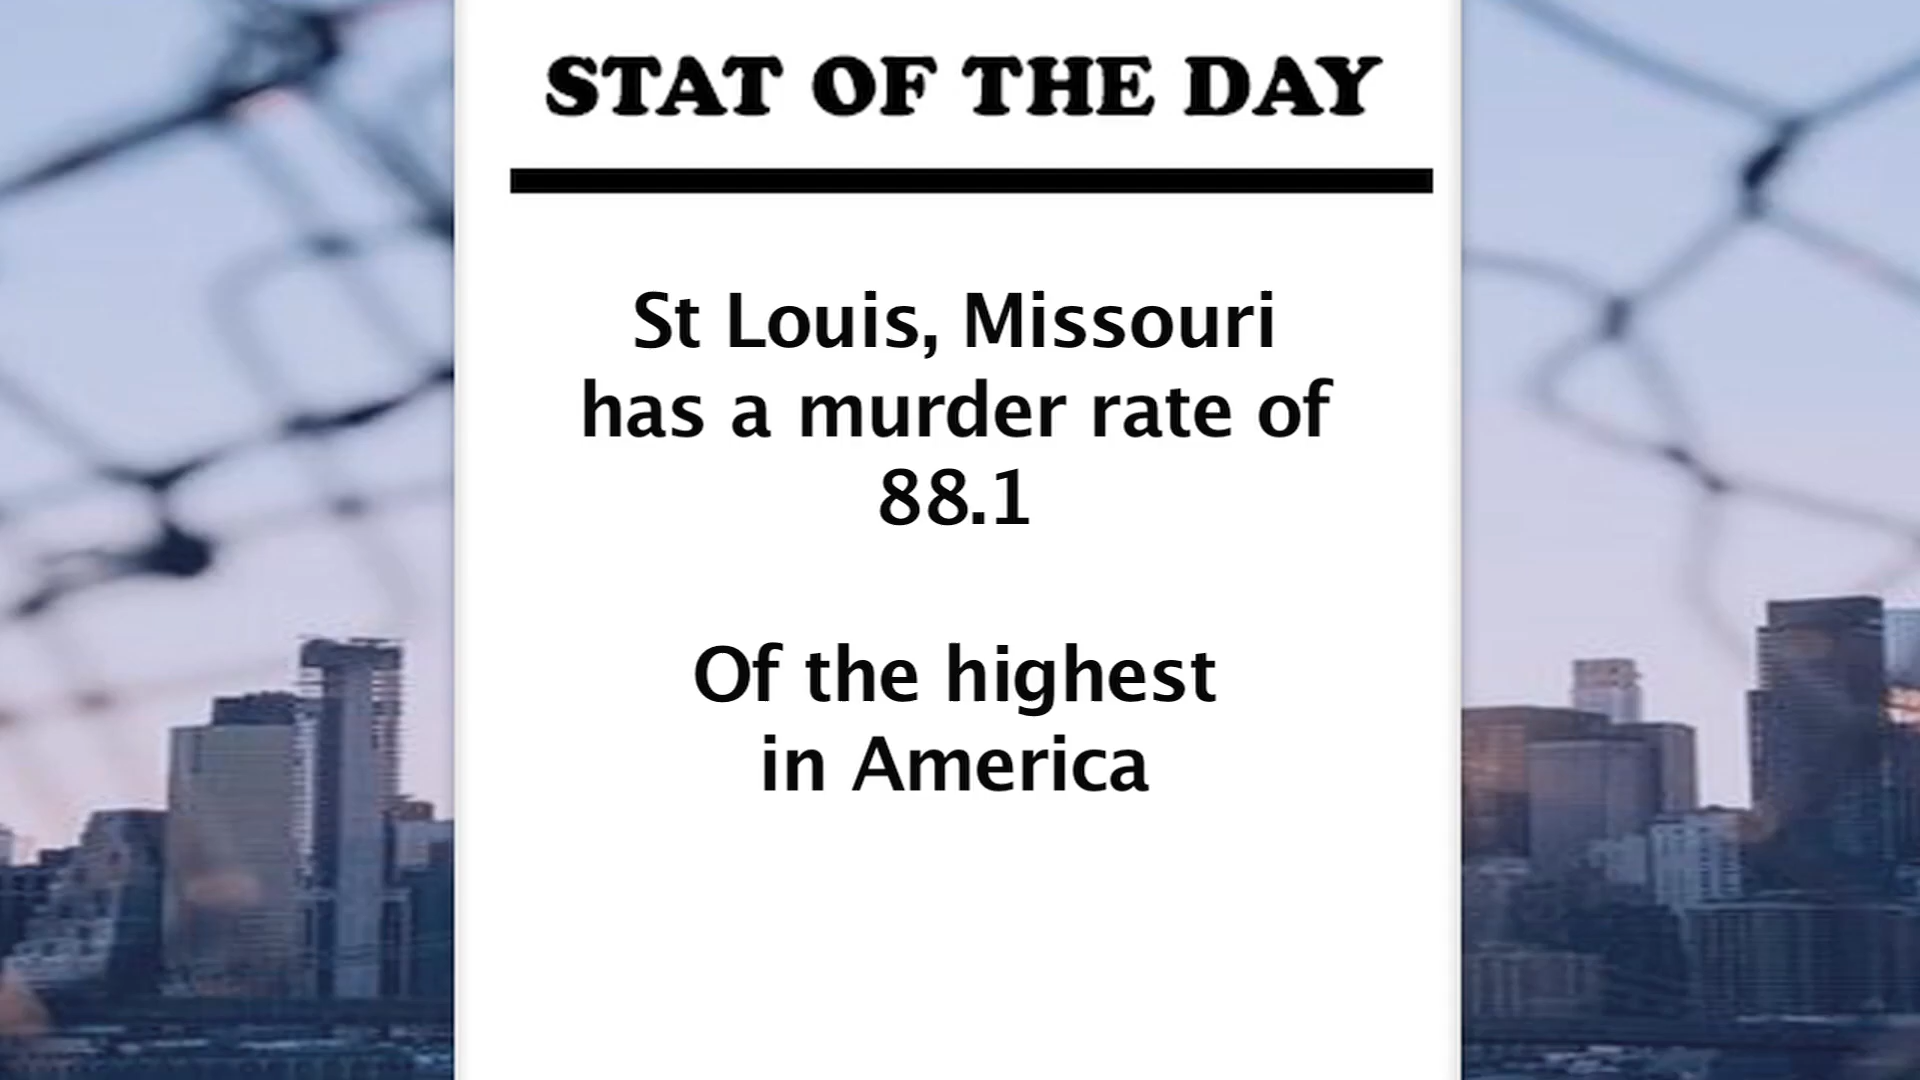 STAT OF THE DAY
St Louis, Missouri
has a murder rate of
88.1
Of the highest
in America